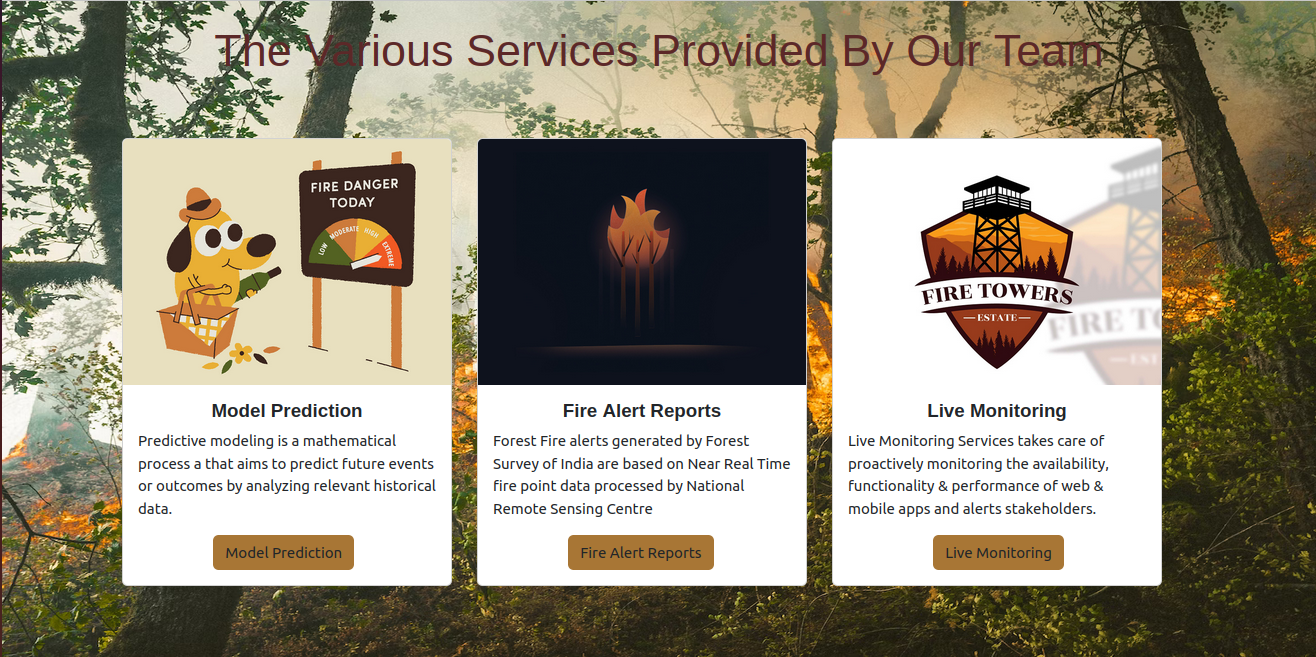 The Various Services Provided By Our Team
FIRE DANGER
TODAY
LOW
MODERATE
HIGH
EXTREME
FIRE TOWERS
ESTATE
FIRE TO
EST
Model Prediction
Predictive modeling is a mathematical
process a that aims to predict future events
or outcomes by analyzing relevant historical
data.
Model Prediction
Fire Alert Reports
Forest Fire alerts generated by Forest
Survey of India are based on Near Real Time
fire point data processed by National
Remote Sensing Centre
Fire Alert Reports
Live Monitoring
Live Monitoring Services takes care of
proactively monitoring the availability,
functionality & performance of web &
mobile apps and alerts stakeholders.
Live Monitoring